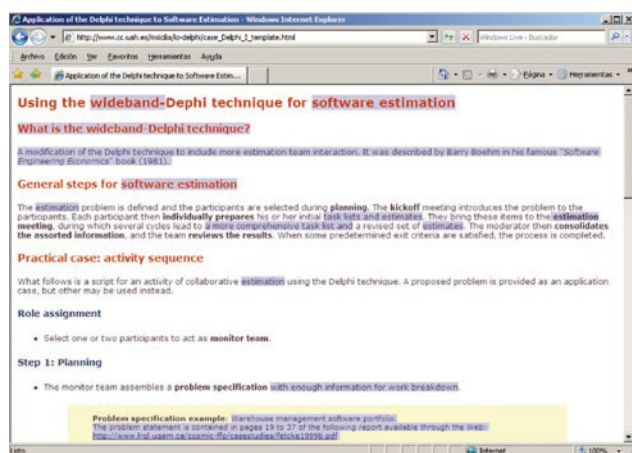 Application of the Delphi technique to Software Estimation - Windows Internet Explorer
http://www.cc.uah.es/msicilia/lo-delphi/case_Delphi_I_template.html
Windows Live - Buscador
Archivo Edición Ver Favoritos Herramientas Ayuda
Application of the Delphi technique to Software Estim...
Página Herramientas
Using the wideband-Dephi technique for software estimation
What is the wideband-Delphi technique?
A modification of the Delphi technique to include more estimation team interaction. It was described by Barry Boehm in his famous "Software
Engineering Economics" book (1981).
General steps for software estimation
The estimation problem is defined and the participants are selected during planning. The kickoff meeting introduces the problem to the
participants. Each participant then individually prepares his or her initial task lists and estimates. They bring these items to the estimation
meeting, during which several cycles lead to a more comprehensive task list and a revised set of estimates. The moderator then consolidates
the assorted information, and the team reviews the results. When some predetermined exit criteria are satisfied, the process is completed.
Practical case: activity sequence
What follows is a script for an activity of collaborative estimation using the Delphi technique. A proposed problem is provided as an application
case, but other may be used instead.
Role assignment
• Select one or two participants to act as monitor team.
Step 1: Planning
• The monitor team assembles a problem specification with enough information for work breakdown.
Problem specification example: Warehouse management software portfolio.
The problem statement is contained in pages 19 to 37 of the following report available through the Web:
http://www.lrgl.uqam.ca/cosmic-ffp/casestudies/fetcke1999b.pdf
Listo Internet 100%